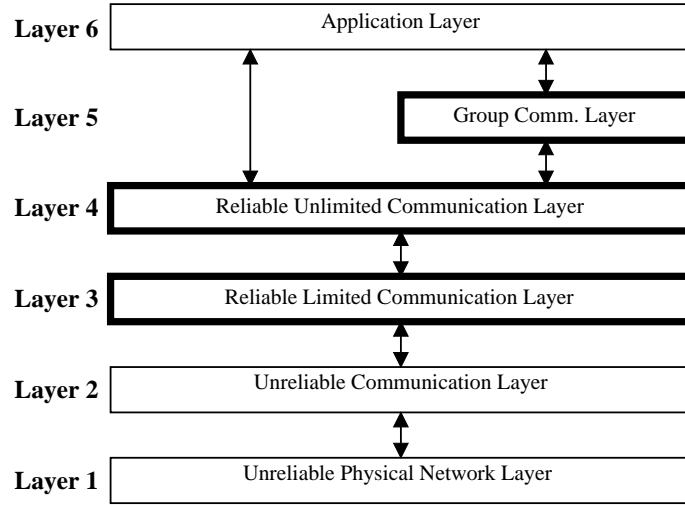 Layer 6
Application Layer
Layer 5
Group Comm. Layer
Layer 4
Reliable Unlimited Communication Layer
Layer 3
Reliable Limited Communication Layer
Layer 2
Unreliable Communication Layer
Layer 1
Unreliable Physical Network Layer